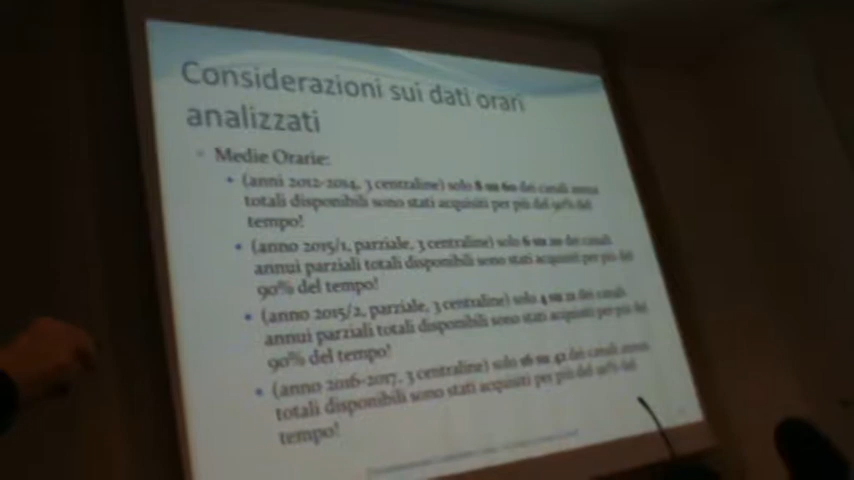 Considerazioni sui dati orari
analizzati
Medie Orarie:
(anni 2012-2014, 3 centraline) solo 8 su 60 dei canali annui
totali disponibili sono stati acquisiti per più del 90% del
tempo!
(anno 2015/1, parziale, 3 centraline) solo 6 su 20 dei canali
annui parziali totali disponibili sono stati acquisiti per più del
90% del tempo!
(anno 2015/2, parziale, 3 centraline) solo 4 su 21 dei canali
annui parziali totali disponibili sono stati acquisiti per più del
90% del tempo!
(anno 2016-2017, 3 centraline) solo 16 su 42 dei canali annui
totali disponibili sono stati acquisiti per più del 90% del
tempo!